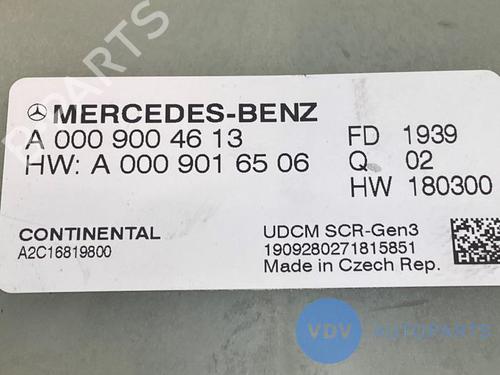 B-PARTS
MERCEDES-BENZ
A 000 900 46 13
FD 1939
HW: A 000 901 65 06
Q 02
HW 180300
CONTINENTAL
A2C16819800
UDCM SCR-Gen3
1909280271815851
Made in Czech Rep.
VDV AUTOPARTS